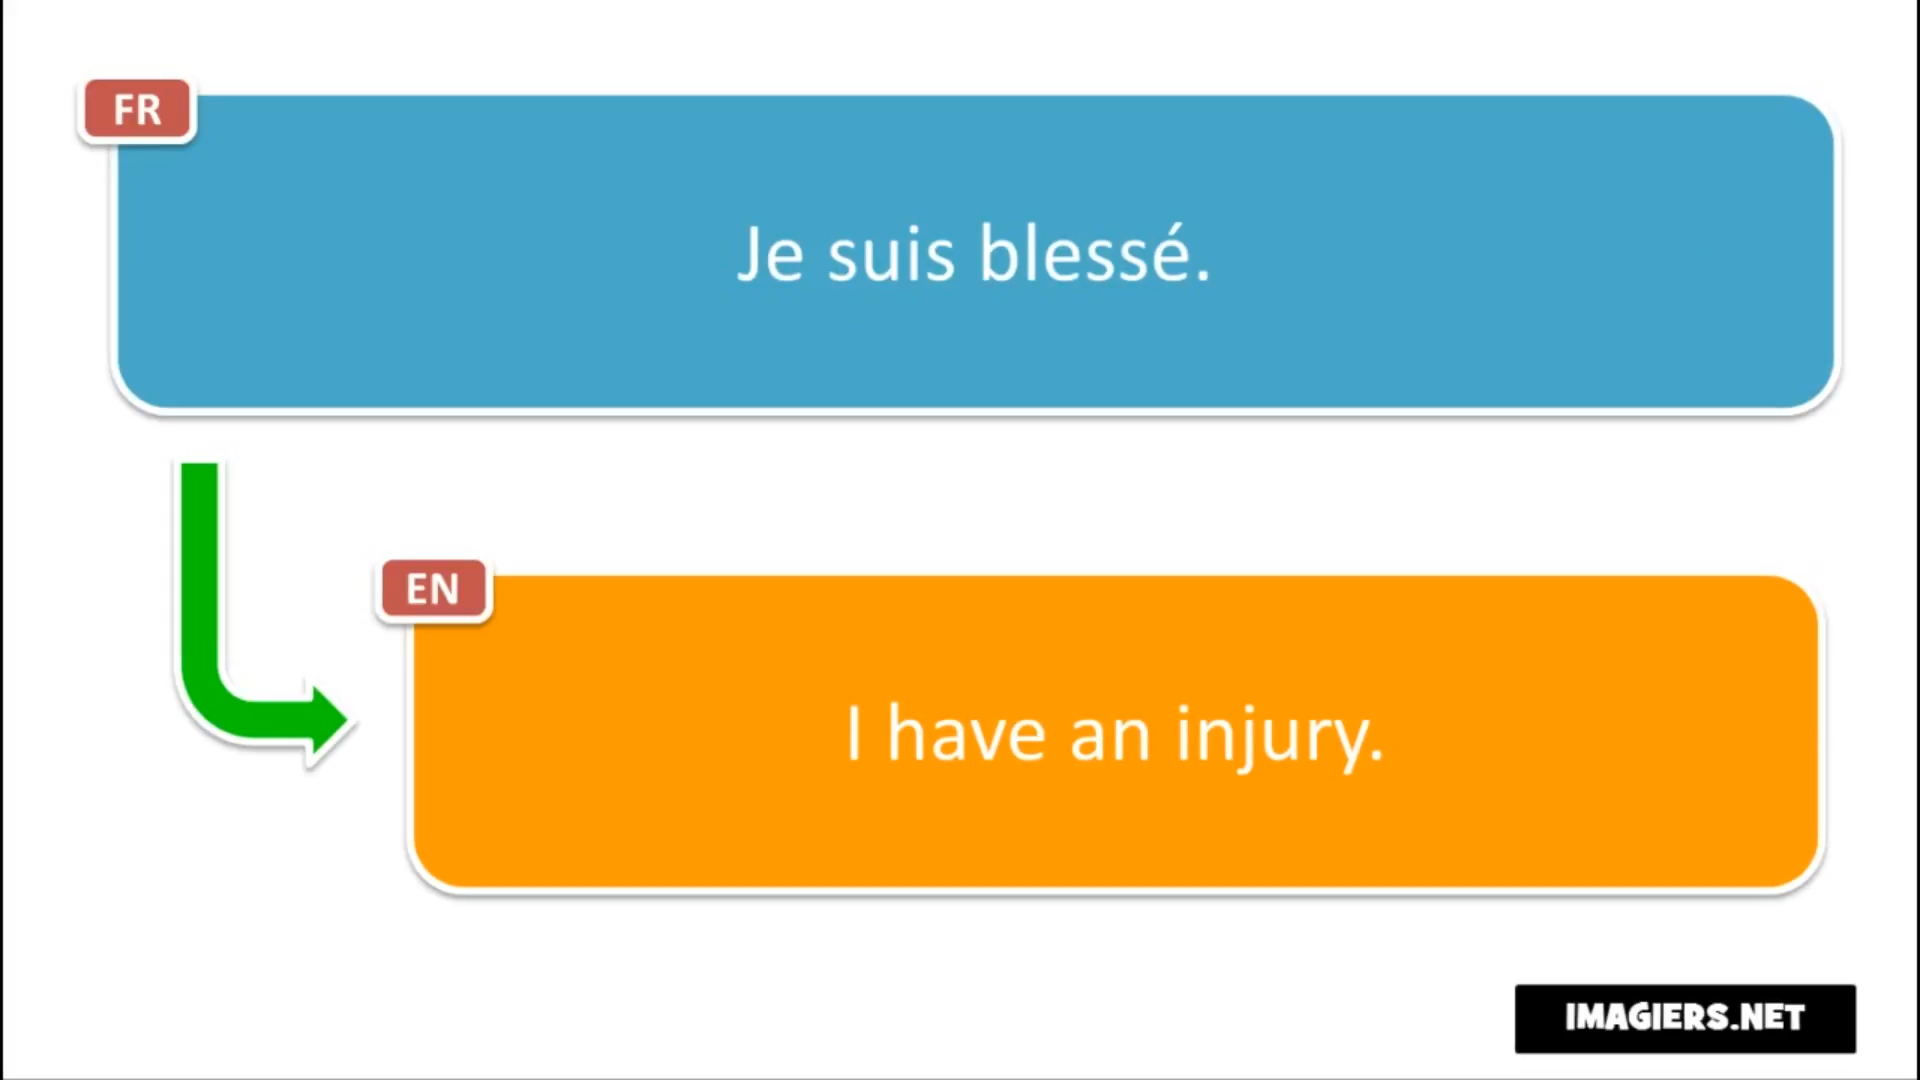 FR
Je suis blessé.
EN
I have an injury.
IMAGIERS.NET